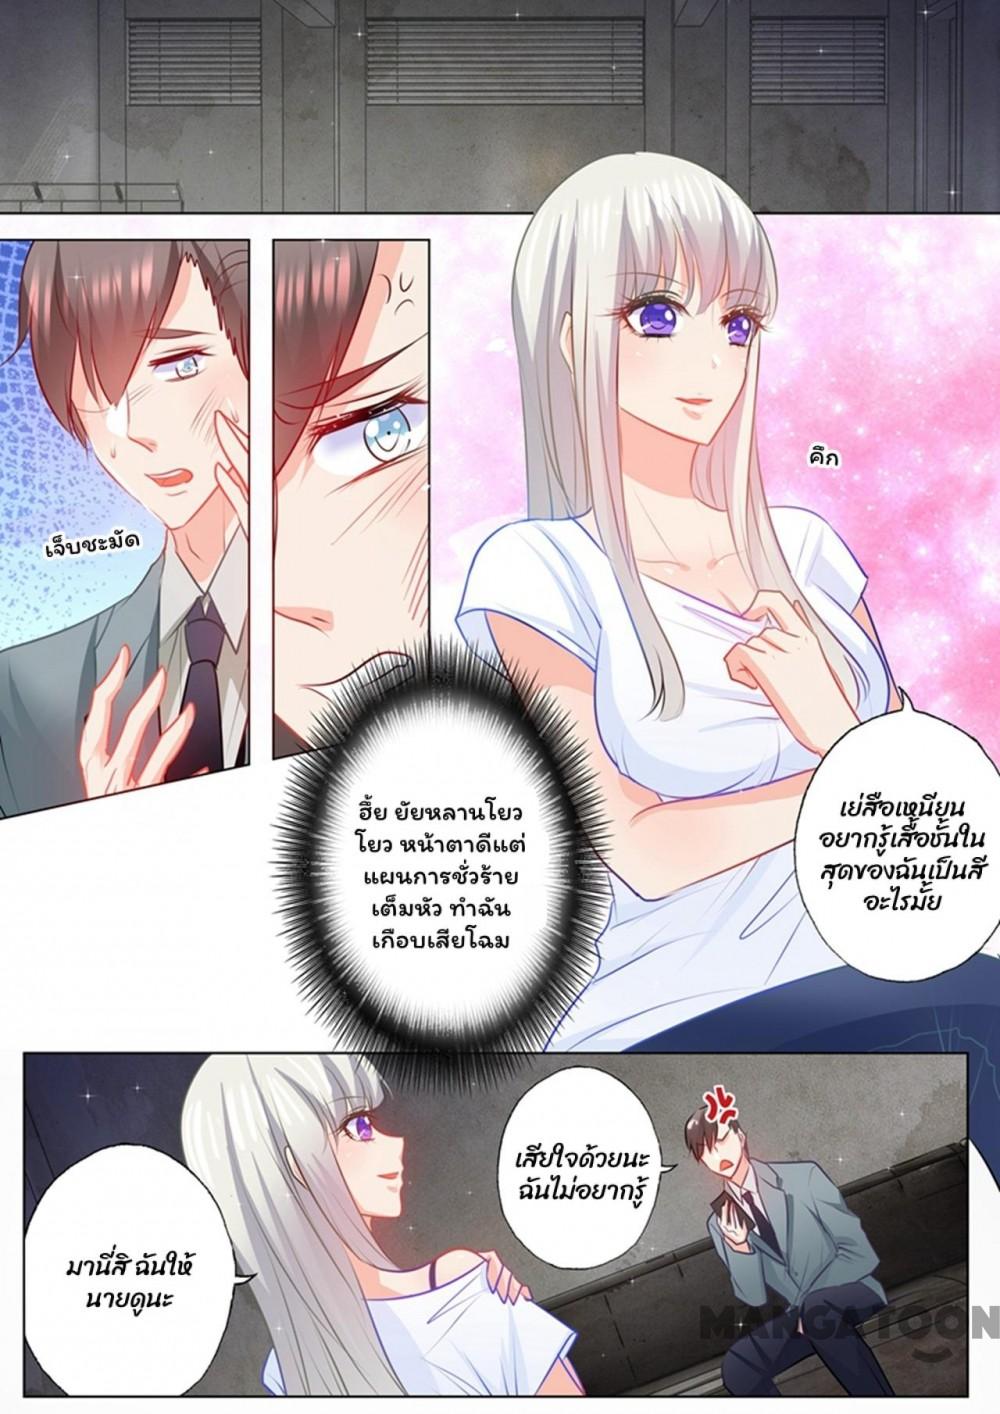 คึก
เจ็บชะมัด
เย่สือเหนียน
อยากรู้เสื้อชั้นใน
สุดของฉันเป็นสี
อะไรมั้ย
ฮึ้ย ยัยหลานโยว
โยว หน้าตาดีแต่
แผนการชั่วร้าย
เต็มหัว ทำฉัน
เกือบเสียโฉม
เสียใจด้วยนะ
ฉันไม่อยากรู้
มานี่สิ ฉันให้
นายดูนะ
MANGATOON